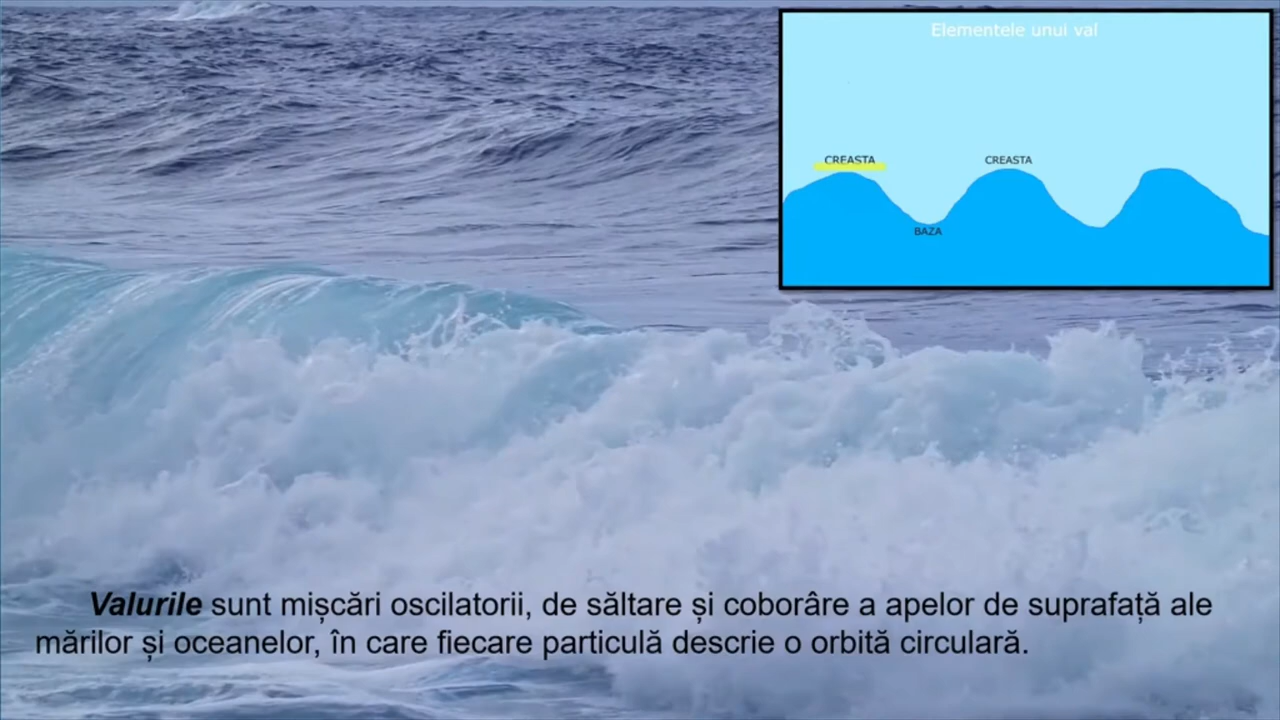 Elementele unui val
CREASTA
CREASTA
BAZA
Valurile sunt mișcări oscilatorii, de săltare și coborâre a apelor de suprafață ale
mărilor și oceanelor, în care fiecare particulă descrie o orbită circulară.